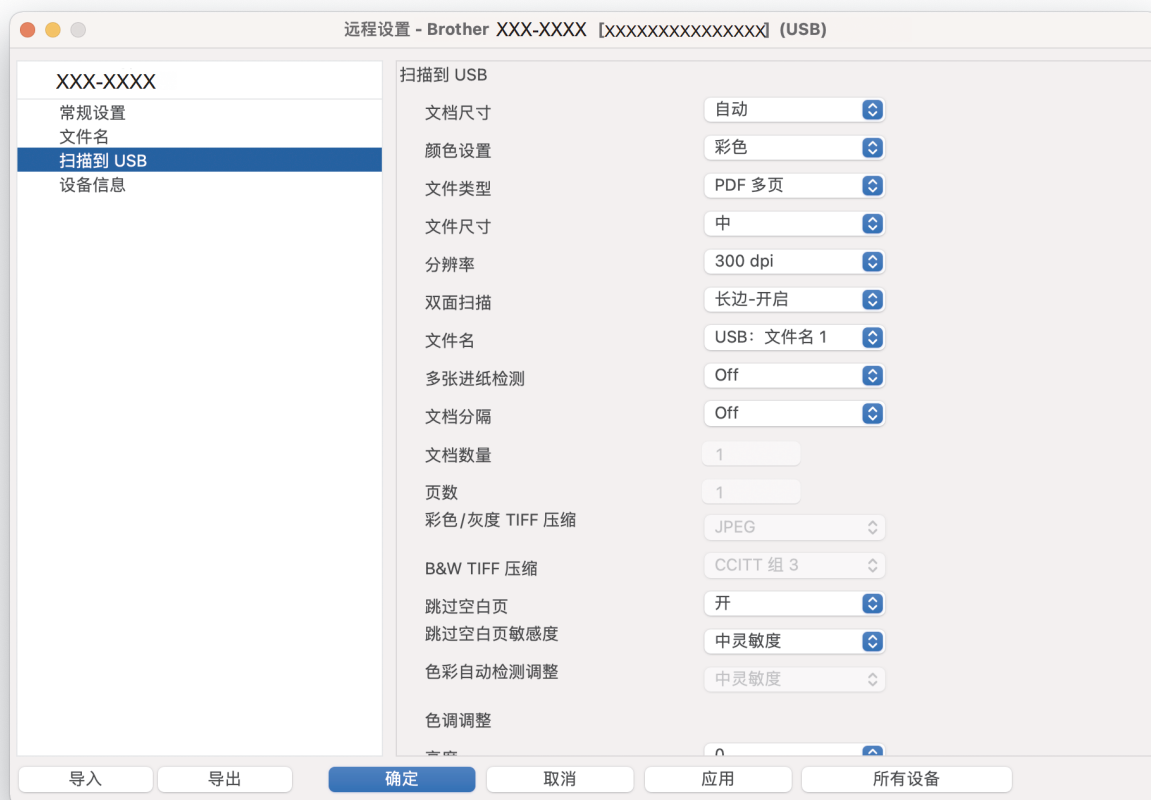 远程设置 - Brother XXX-XXXX [XXXXXXXXXXXXXXX] (USB)
XXX-XXXX
常规设置
文件名
扫描到 USB
设备信息
扫描到 USB
文档尺寸 自动
颜色设置 彩色
文件类型 PDF 多页
文件尺寸 中
分辨率 300 dpi
双面扫描 长边-开启
文件名 USB：文件名 1
多张进纸检测 Off
文档分隔 Off
文档数量 1
页数 1
彩色/灰度 TIFF 压缩 JPEG
B&W TIFF 压缩 CCITT 组 3
跳过空白页 开
跳过空白页敏感度 中灵敏度
色彩自动检测调整 中灵敏度
色调调整
亮度 0
导入 导出 确定 取消 应用 所有设备